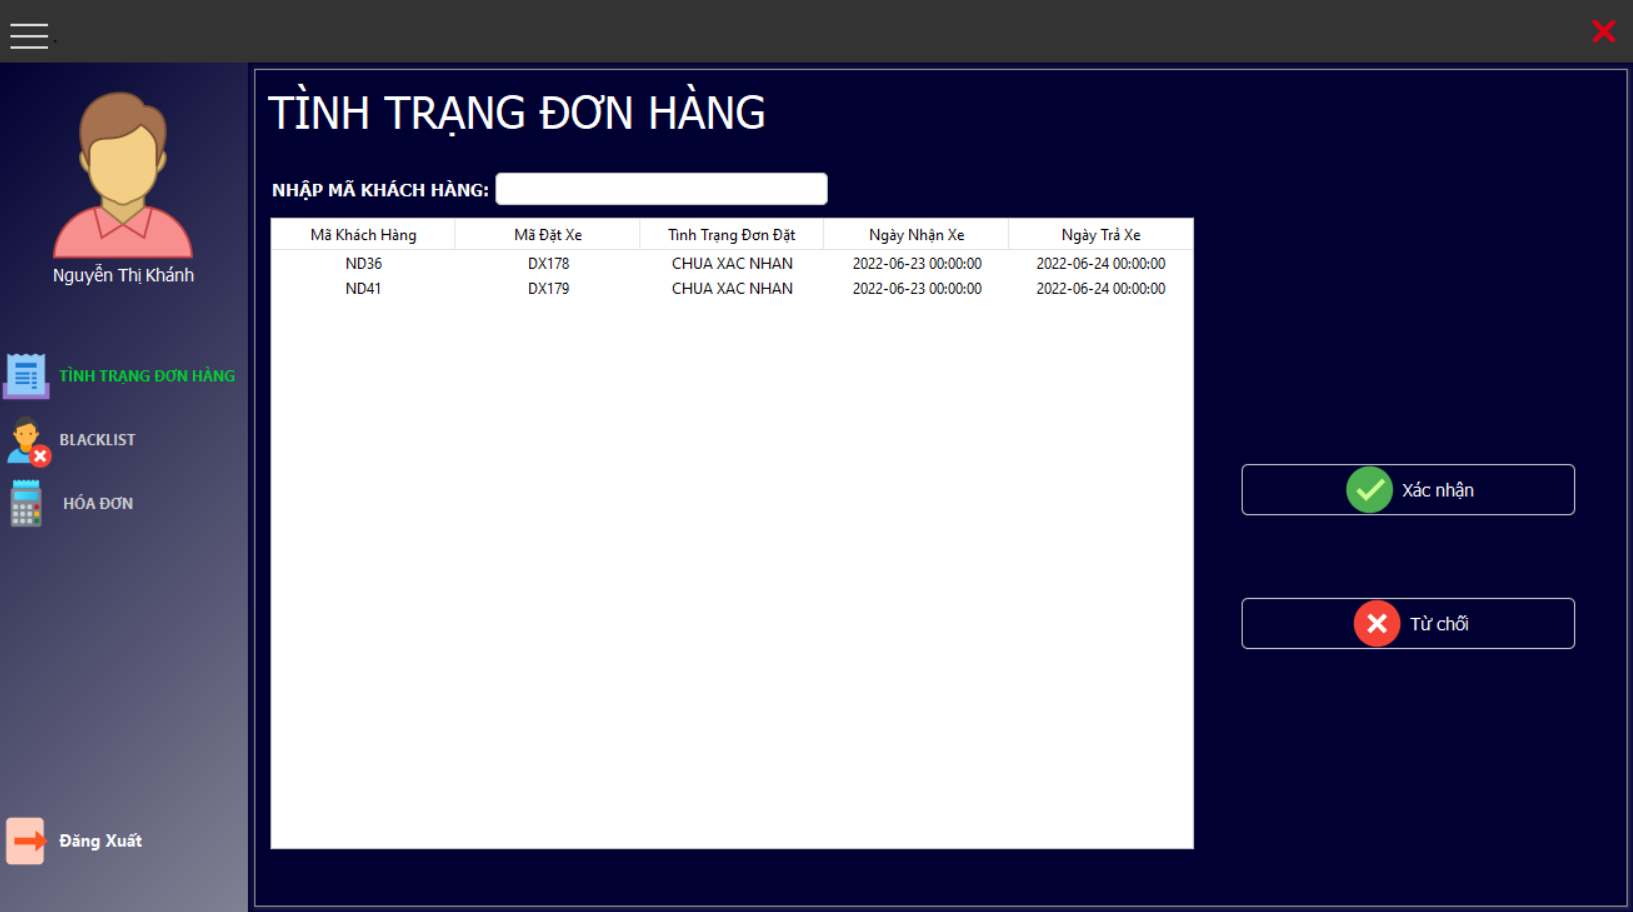 Nguyễn Thị Khánh
TÌNH TRẠNG ĐƠN HÀNG
BLACKLIST
HÓA ĐƠN
Đăng Xuất
TÌNH TRẠNG ĐƠN HÀNG
NHẬP MÃ KHÁCH HÀNG:
Mã Khách Hàng Mã Đặt Xe Tình Trạng Đơn Đặt Ngày Nhận Xe Ngày Trả Xe
ND36 DX178 CHUA XAC NHAN 2022-06-23 00:00:00 2022-06-24 00:00:00
ND41 DX179 CHUA XAC NHAN 2022-06-23 00:00:00 2022-06-24 00:00:00
Xác nhận
Từ chối